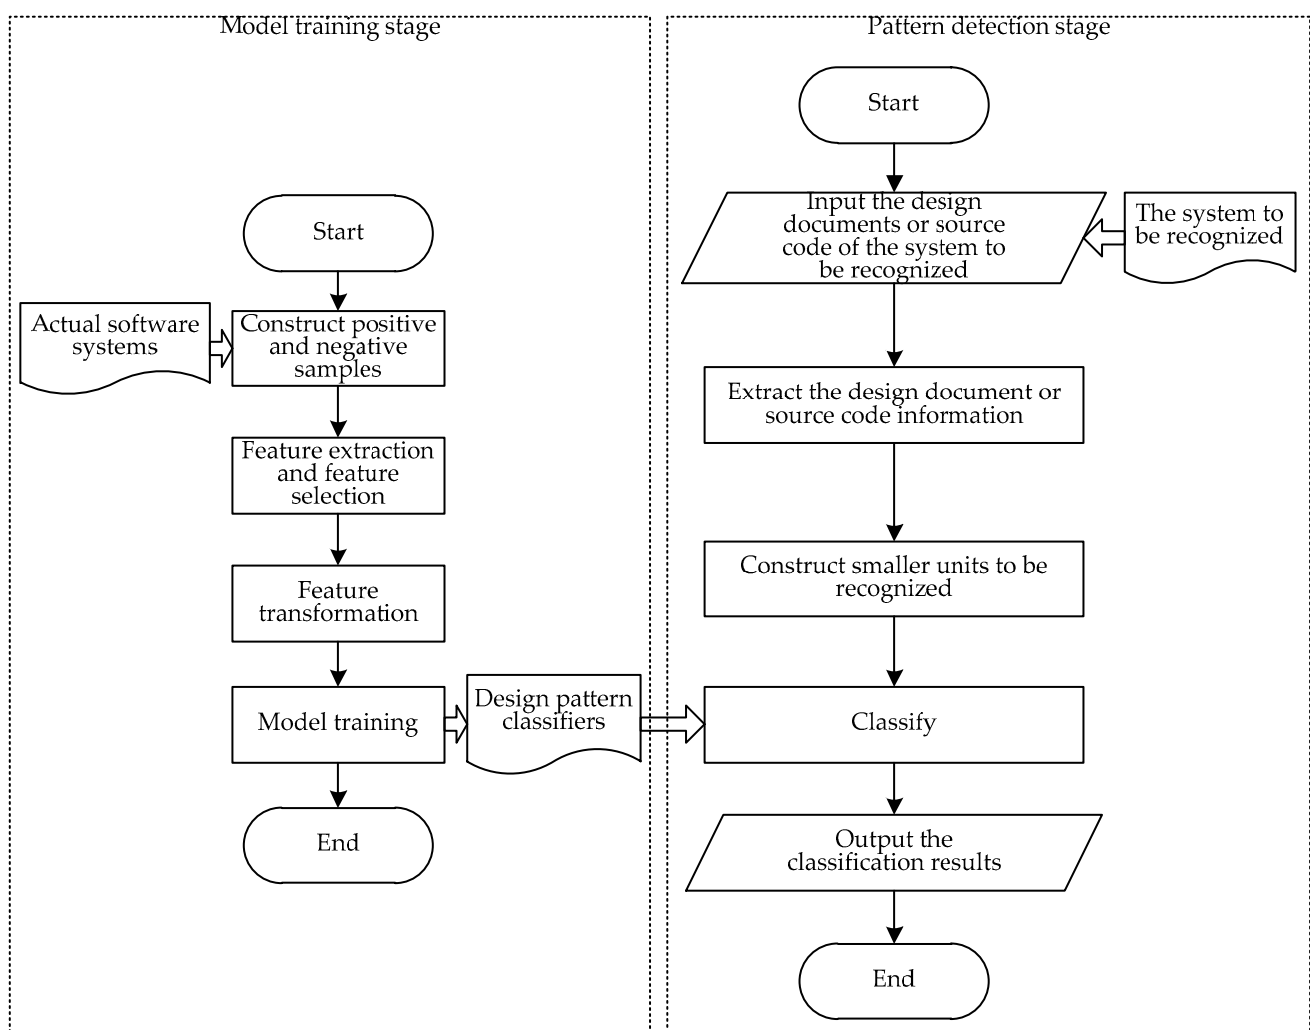 Model training stage
Start
Actual software
systems
Construct positive
and negative
samples
Feature extraction
and feature
selection
Feature
transformation
Model training
Design pattern
classifiers
End
Pattern detection stage
Start
Input the design
documents or source
code of the system to
be recognized
The system to
be recognized
Extract the design document or
source code information
Construct smaller units to be
recognized
Classify
Output the
classification results
End